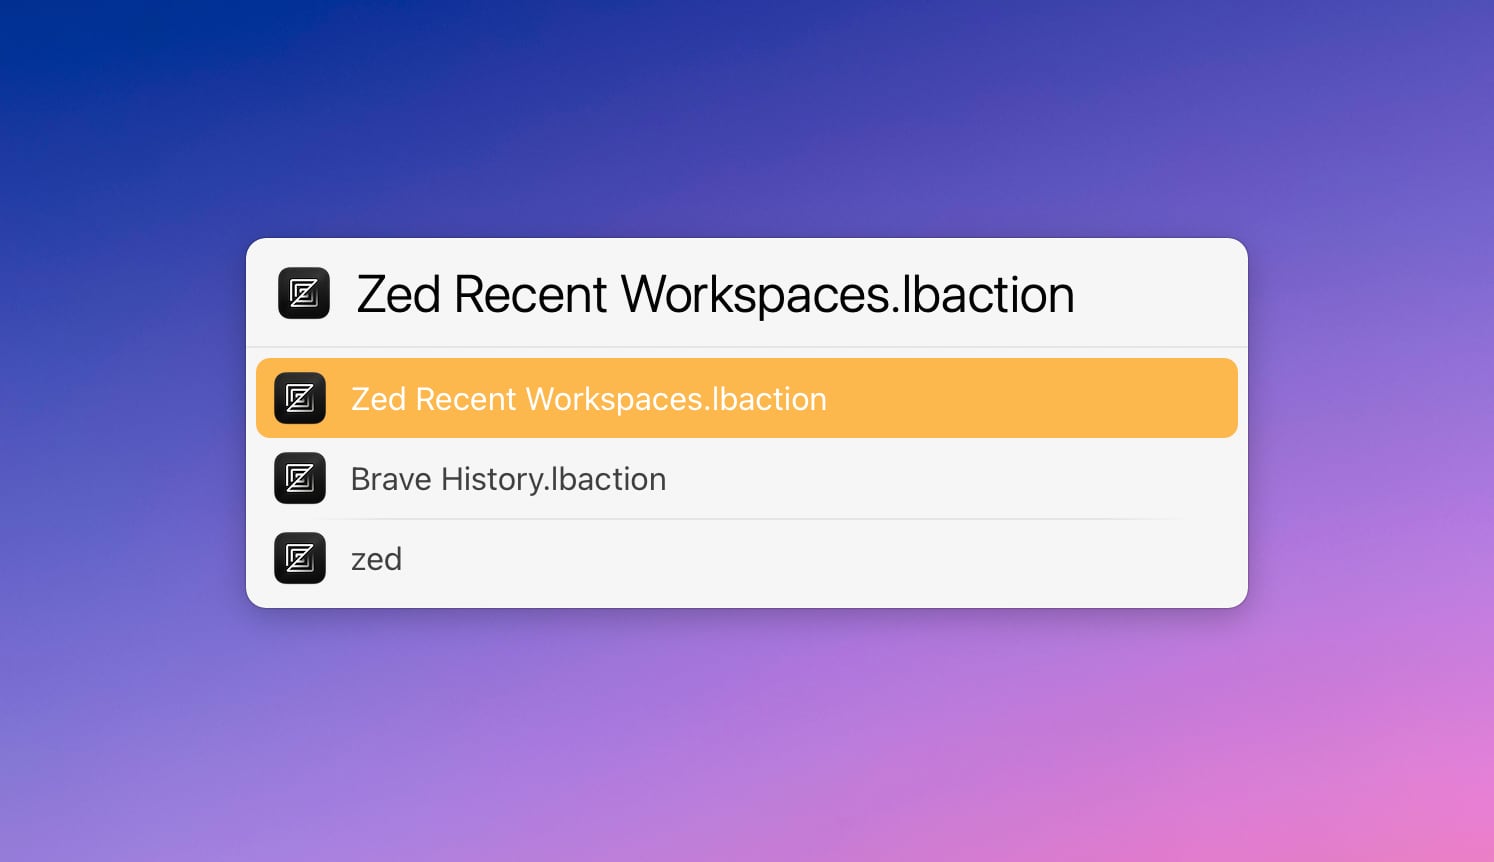 Zed Recent Workspaces.lbaction
Zed Recent Workspaces.lbaction
Brave History.lbaction
zed